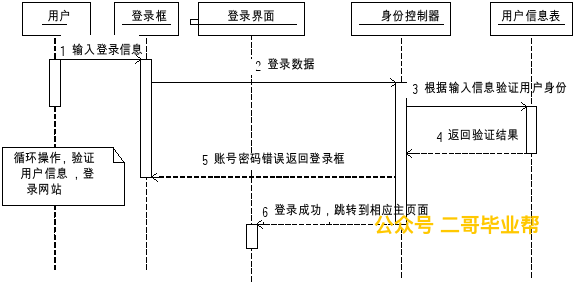 用户
登录框
登录界面
身份控制器
用户信息表
1 输入登录信息
2 登录数据
3 根据输入信息验证用户身份
4 返回验证结果
循环操作，验证
用户信息，登
录网站
5 账号密码错误返回登录框
6 登录成功，跳转到相应主页面
公众号 二哥毕业帮